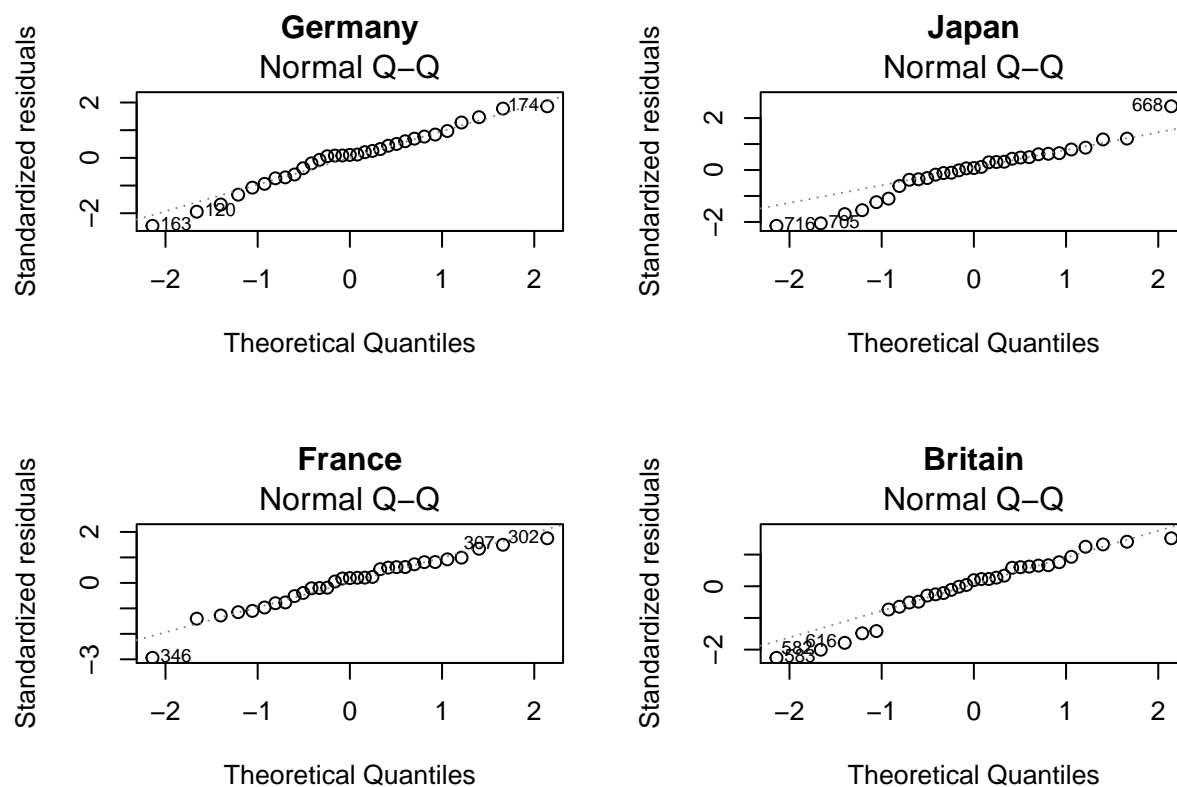 Germany
Normal Q−Q
Standardized residuals
2
0
−2
174
120
163
−2
−1
0
1
2
Theoretical Quantiles
Japan
Normal Q−Q
Standardized residuals
2
0
−2
668
716
705
−2
−1
0
1
2
Theoretical Quantiles
France
Normal Q−Q
Standardized residuals
2
0
−3
307
302
346
−2
−1
0
1
2
Theoretical Quantiles
Britain
Normal Q−Q
Standardized residuals
0
−2
582
616
583
−2
−1
0
1
2
Theoretical Quantiles